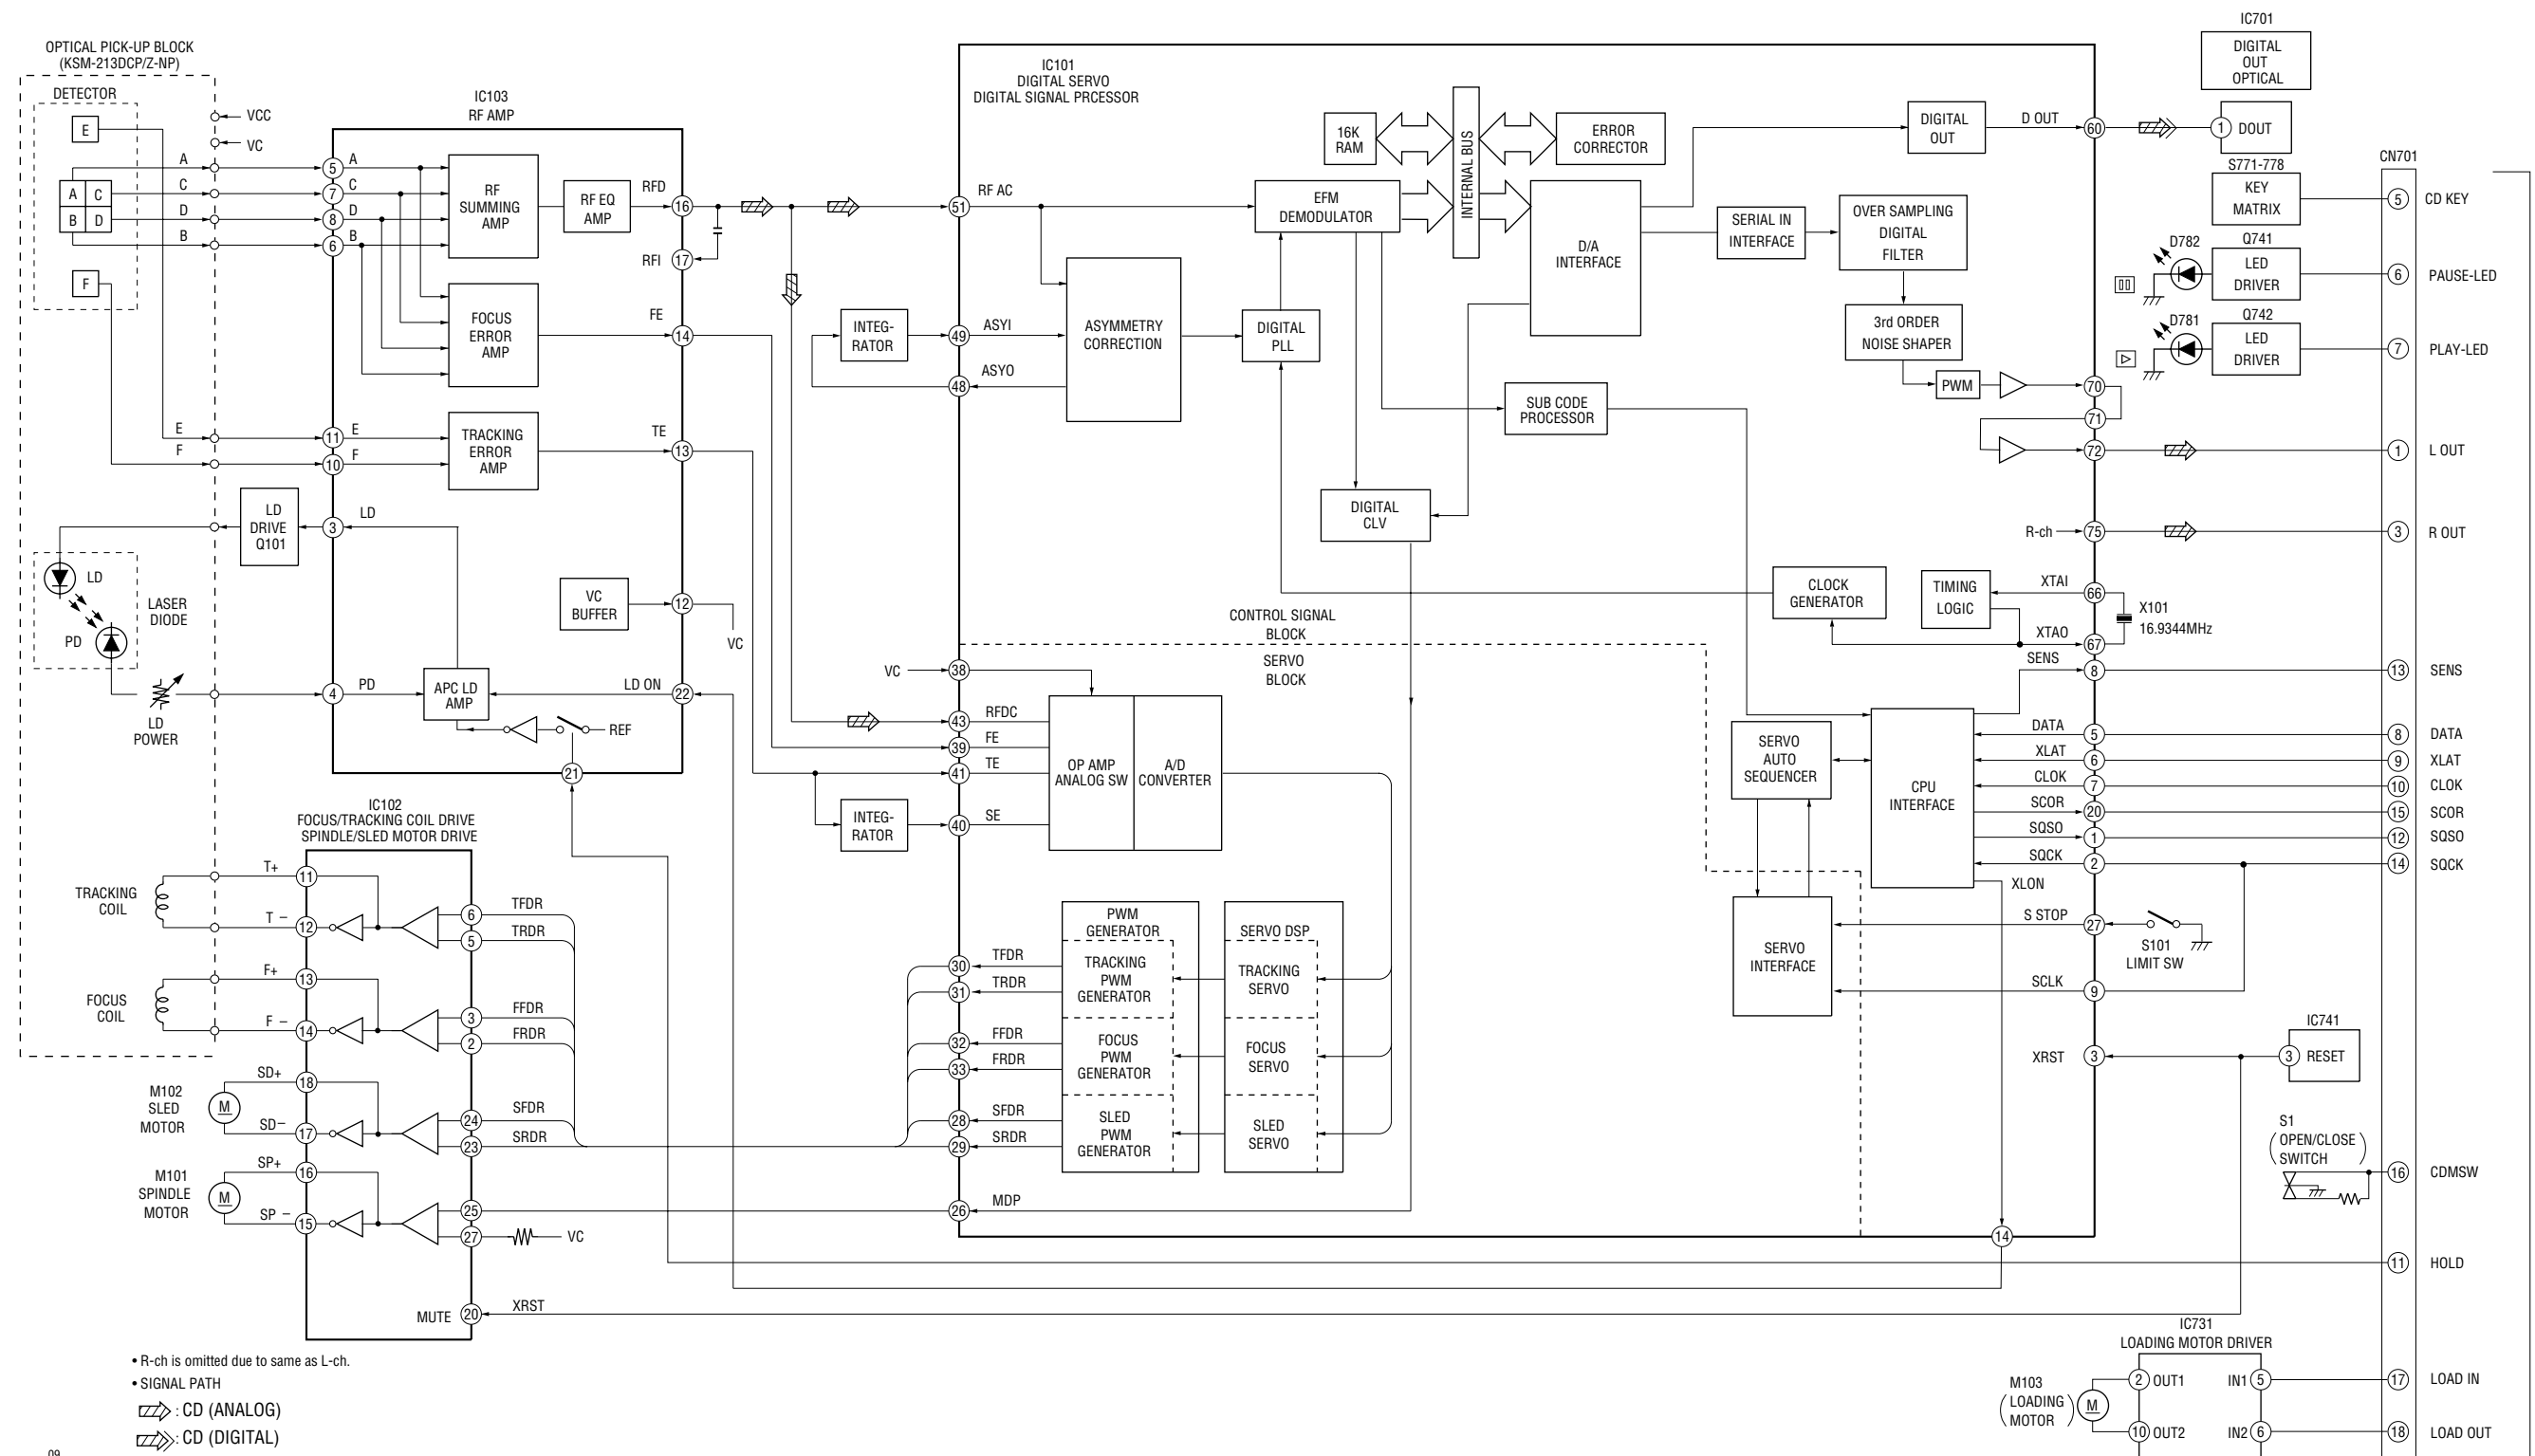 OPTICAL PICK-UP BLOCK
(KSM-213DCP/Z-NP)
DETECTOR
E
A
C
B
D
F
VCC
VC
A
C
D
B
E
F
LD
DRIVE
Q101
LD
PD
LASER
DIODE
LD
POWER
IC103
RF AMP
5
A
7
C
8
D
6
B
RF
SUMMING
AMP
RF EQ
AMP
RFD
16
RFI
17
FOCUS
ERROR
AMP
FE
14
11
E
10
F
TRACKING
ERROR
AMP
TE
13
3
LD
VC
BUFFER
12
VC
4
PD
APC LD
AMP
LD ON
22
REF
21
IC102
FOCUS/TRACKING COIL DRIVE
SPINDLE/SLED MOTOR DRIVE
TRACKING
COIL
T+
11
T –
12
6
TFDR
5
TRDR
FOCUS
COIL
F+
13
F –
14
3
FFDR
2
FRDR
M102
SLED
MOTOR
M
SD+
18
SD–
17
24
SFDR
23
SRDR
M101
SPINDLE
MOTOR
M
SP+
16
SP –
15
25
27
VC
MUTE
20
XRST
IC101
DIGITAL SERVO
DIGITAL SIGNAL PRCESSOR
51
RF AC
INTEG-
RATOR
49
ASYI
48
ASYO
ASYMMETRY
CORRECTION
DIGITAL
PLL
16K
RAM
INTERNAL BUS
ERROR
CORRECTOR
EFM
DEMODULATOR
D/A
INTERFACE
DIGITAL
OUT
D OUT
60
SERIAL IN
INTERFACE
OVER SAMPLING
DIGITAL
FILTER
3rd ORDER
NOISE SHAPER
PWM
70
71
72
SUB CODE
PROCESSOR
DIGITAL
CLV
R-ch
75
CLOCK
GENERATOR
TIMING
LOGIC
XTAI
66
XTAO
67
X101
16.9344MHz
CONTROL SIGNAL
BLOCK
SERVO
BLOCK
VC
38
43
RFDC
39
FE
41
TE
INTEG-
RATOR
40
SE
OP AMP
ANALOG SW
A/D
CONVERTER
SERVO
AUTO
SEQUENCER
CPU
INTERFACE
SENS
8
DATA
5
XLAT
6
CLOK
7
SCOR
20
SQSO
1
SQCK
2
XLON
SERVO
INTERFACE
S STOP
27
S101
LIMIT SW
SCLK
9
XRST
3
PWM
GENERATOR
SERVO DSP
30
TFDR
31
TRDR
TRACKING
PWM
GENERATOR
TRACKING
SERVO
32
FFDR
33
FRDR
FOCUS
PWM
GENERATOR
FOCUS
SERVO
28
SFDR
29
SRDR
SLED
PWM
GENERATOR
SLED
SERVO
26
MDP
14
IC701
DIGITAL
OUT
OPTICAL
1
DOUT
S771-778
KEY
MATRIX
D782
Q741
LED
DRIVER
D781
Q742
LED
DRIVER
IC741
3
RESET
S1
OPEN/CLOSE
SWITCH
CN701
5
CD KEY
6
PAUSE-LED
7
PLAY-LED
1
L OUT
3
R OUT
13
SENS
8
DATA
9
XLAT
10
CLOK
15
SCOR
12
SQSO
14
SQCK
16
CDMSW
11
HOLD
IC731
LOADING MOTOR DRIVER
M103
(LOADING
MOTOR)
M
2
OUT1
IN1
5
17
LOAD IN
10
OUT2
IN2
6
18
LOAD OUT
• R-ch is omitted due to same as L-ch.
• SIGNAL PATH
: CD (ANALOG)
: CD (DIGITAL)
09